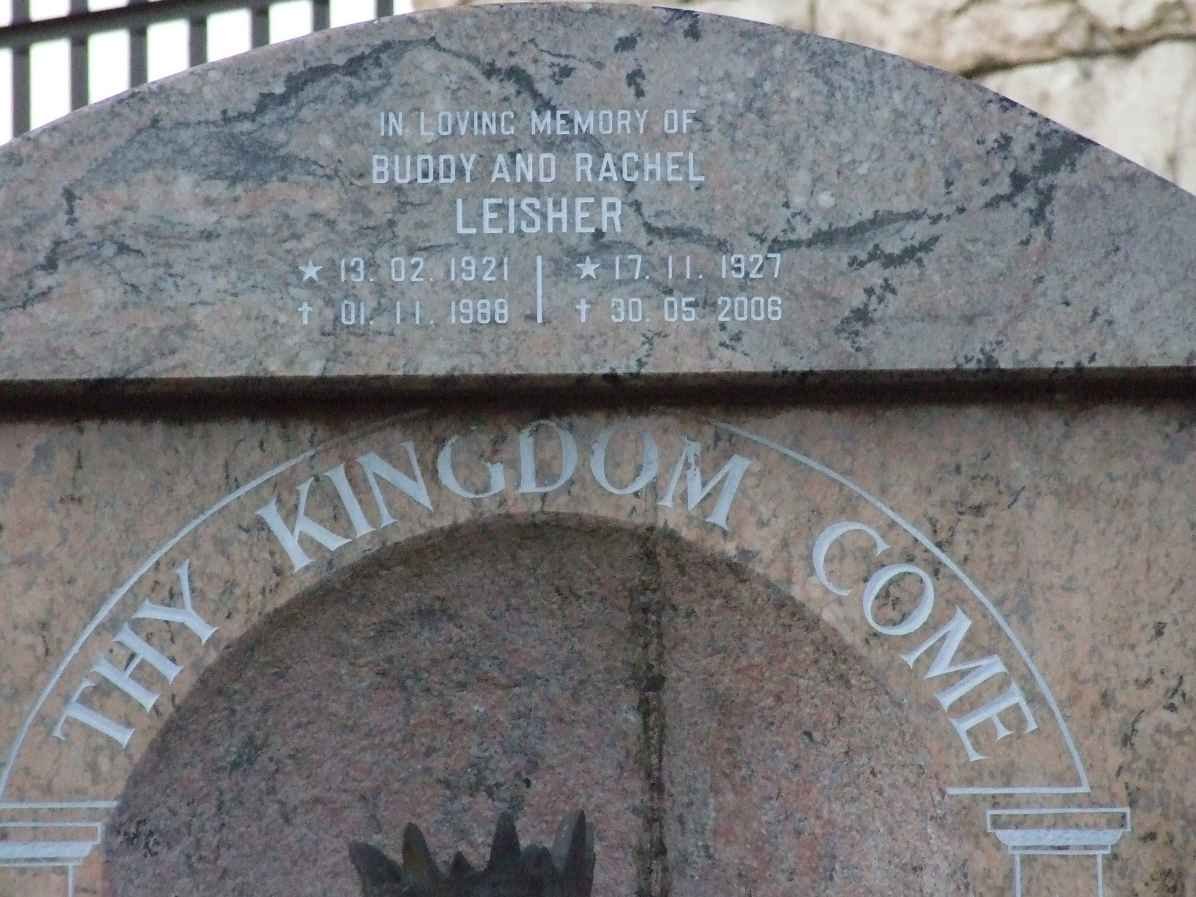 IN LOVING MEMORY OF
BUDDY AND RACHEL
LEISHER
★ 13. 02. 1921 | ★ 17. 11. 1927
✝ 01. 11. 1988 | ✝ 30. 05. 2006
THY KINGDOM COME